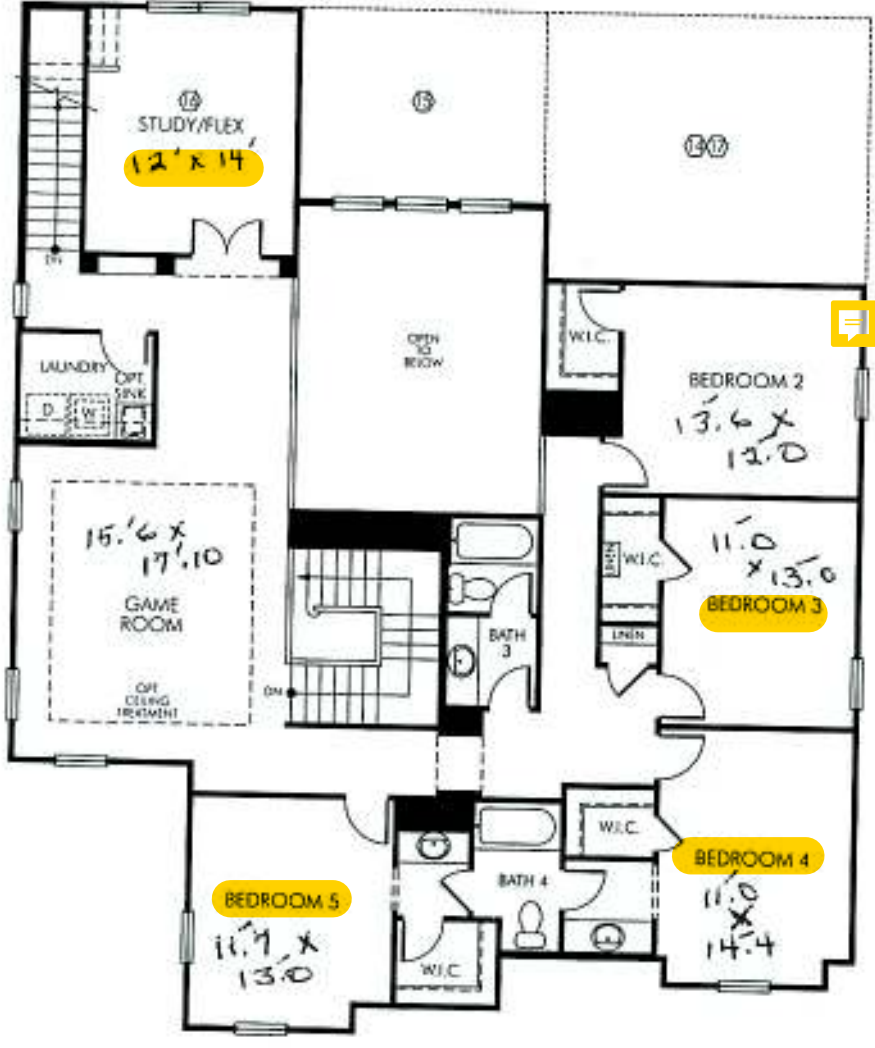 16
STUDY/FLEX
12' x 14'
15
14 17
DN
OPEN
TO
BELOW
W.I.C.
BEDROOM 2
13'.6 x
12'.0
LAUNDRY
OPT.
SINK
D.
W.
15.'6 x
17'.10
GAME
ROOM
OPT
CEILING
TREATMENT
DN
BATH
3
LINEN
W.I.C.
LINEN
11'.0
x 13'.0
BEDROOM 3
W.I.C.
BEDROOM 4
11'.0
x
14'.4
BATH 4
BEDROOM 5
11'.7 x
13'.0
W.I.C.